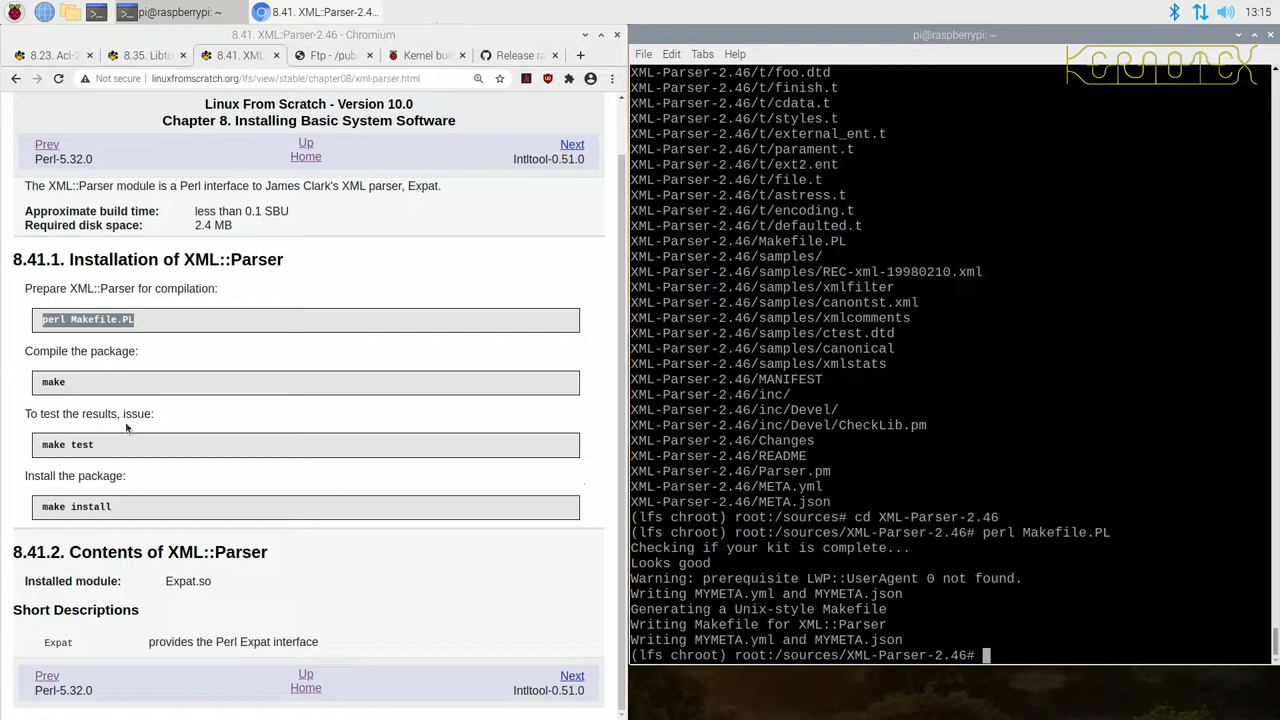 pi@raspberrypi: ~
8.41. XML::Parser-2.4...
13:15
8.41. XML::Parser-2.46 - Chromium
pi@raspberrypi: ~
8.23. Acl-2
8.35. Libto
8.41. XML
Ftp - /pub/
Kernel buil
Release ra
Not secure | linuxfromscratch.org/lfs/view/stable/chapter08/xml-parser.html
File Edit Tabs Help
KERNOTEX
Linux From Scratch - Version 10.0
Chapter 8. Installing Basic System Software
Prev Up Next
Perl-5.32.0 Home Intltool-0.51.0
The XML::Parser module is a Perl interface to James Clark's XML parser, Expat.
Approximate build time: less than 0.1 SBU
Required disk space: 2.4 MB
8.41.1. Installation of XML::Parser
Prepare XML::Parser for compilation:
perl Makefile.PL
Compile the package:
make
To test the results, issue:
make test
Install the package:
make install
8.41.2. Contents of XML::Parser
Installed module: Expat.so
Short Descriptions
Expat provides the Perl Expat interface
Prev Up Next
Perl-5.32.0 Home Intltool-0.51.0
XML-Parser-2.46/t/foo.dtd
XML-Parser-2.46/t/finish.t
XML-Parser-2.46/t/cdata.t
XML-Parser-2.46/t/styles.t
XML-Parser-2.46/t/external_ent.t
XML-Parser-2.46/t/parament.t
XML-Parser-2.46/t/ext2.ent
XML-Parser-2.46/t/file.t
XML-Parser-2.46/t/astress.t
XML-Parser-2.46/t/encoding.t
XML-Parser-2.46/t/defaulted.t
XML-Parser-2.46/Makefile.PL
XML-Parser-2.46/samples/
XML-Parser-2.46/samples/REC-xml-19980210.xml
XML-Parser-2.46/samples/xmlfilter
XML-Parser-2.46/samples/canontst.xml
XML-Parser-2.46/samples/xmlcomments
XML-Parser-2.46/samples/ctest.dtd
XML-Parser-2.46/samples/canonical
XML-Parser-2.46/samples/xmlstats
XML-Parser-2.46/MANIFEST
XML-Parser-2.46/inc/
XML-Parser-2.46/inc/Devel/
XML-Parser-2.46/inc/Devel/CheckLib.pm
XML-Parser-2.46/Changes
XML-Parser-2.46/README
XML-Parser-2.46/Parser.pm
XML-Parser-2.46/META.yml
XML-Parser-2.46/META.json
(lfs chroot) root:/sources# cd XML-Parser-2.46
(lfs chroot) root:/sources/XML-Parser-2.46# perl Makefile.PL
Checking if your kit is complete...
Looks good
Warning: prerequisite LWP::UserAgent 0 not found.
Writing MYMETA.yml and MYMETA.json
Generating a Unix-style Makefile
Writing Makefile for XML::Parser
Writing MYMETA.yml and MYMETA.json
(lfs chroot) root:/sources/XML-Parser-2.46#